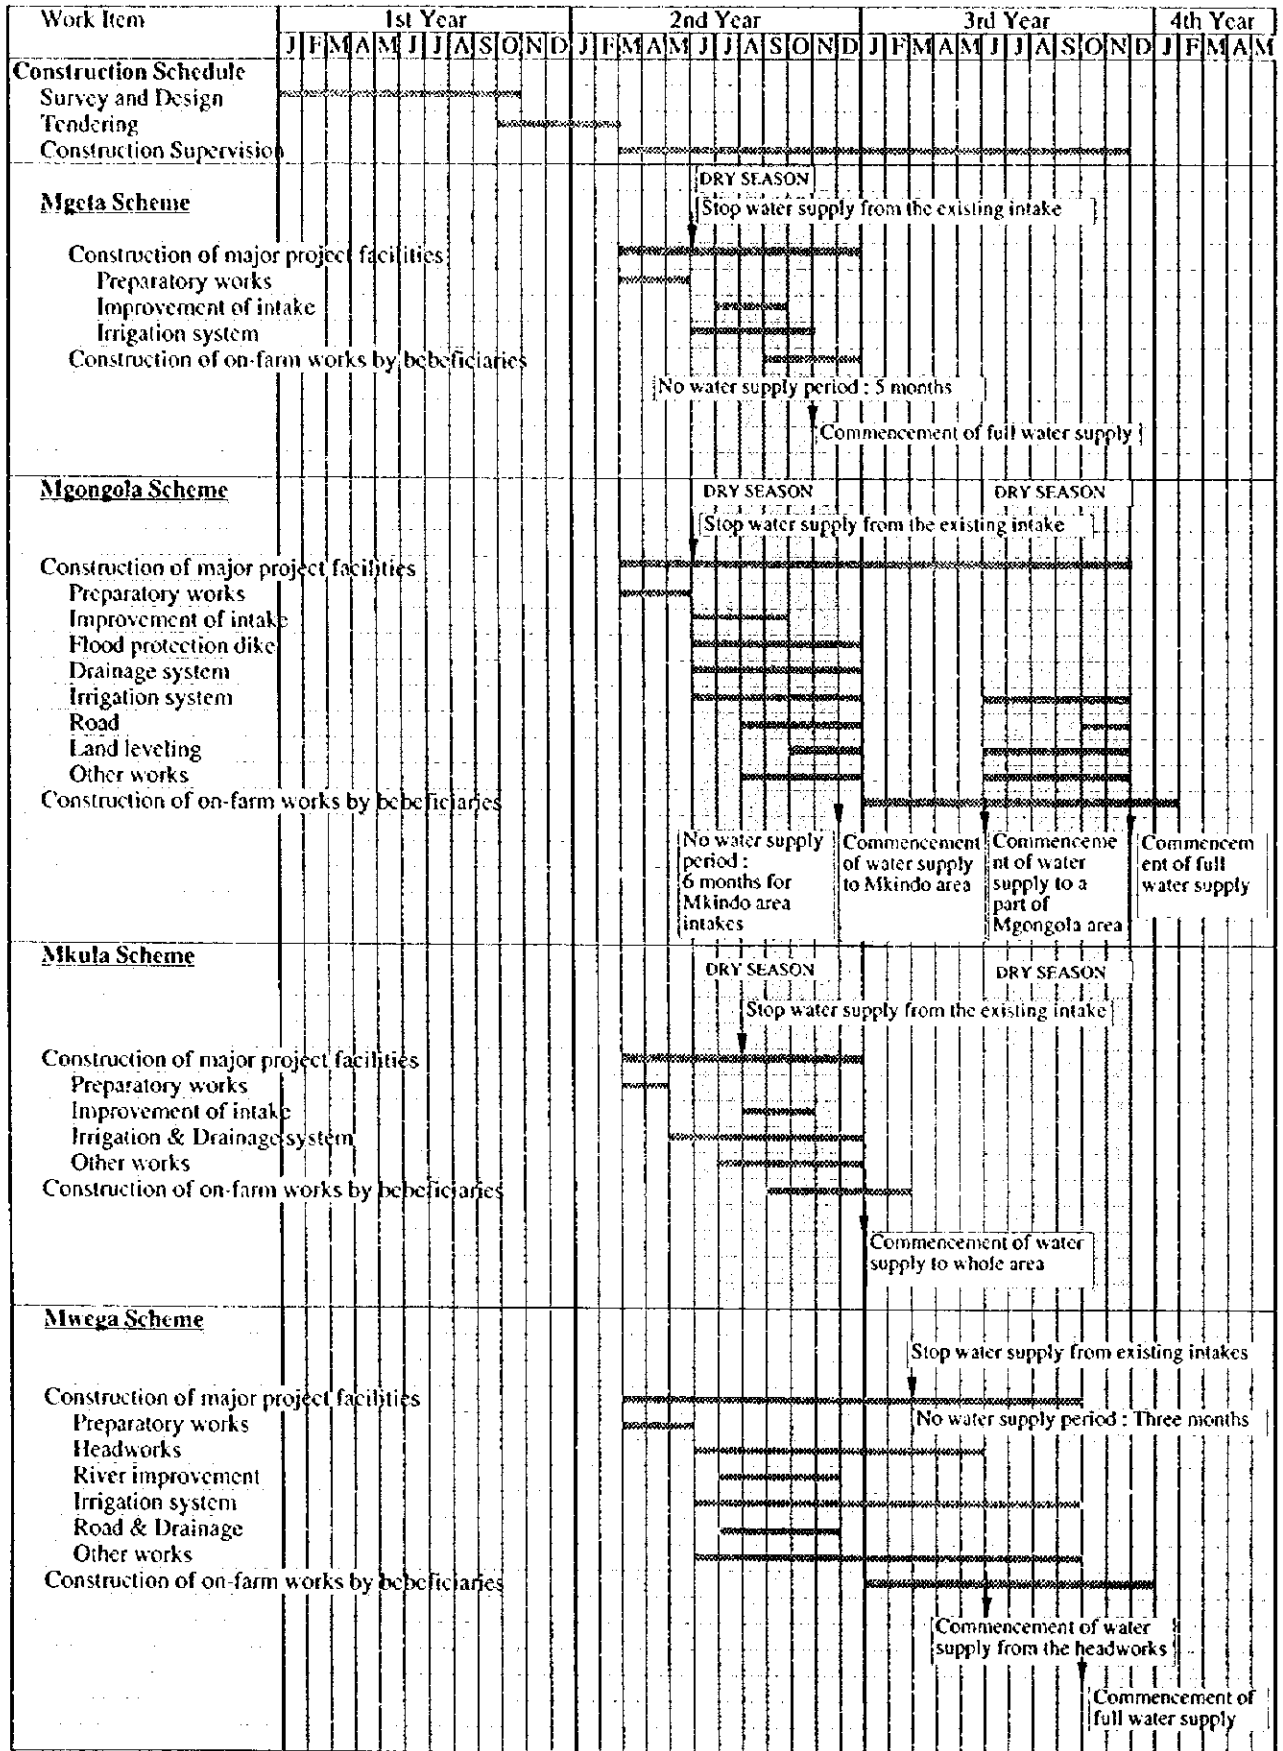 Work Item 1st Year 2nd Year 3rd Year 4th Year
J F M A M J J A S O N D J F M A M J J A S O N D J F M A M J J A S O N D J F M A M
Construction Schedule
Survey and Design
Tendering
Construction Supervision
DRY SEASON
Mgeta Scheme
Stop water supply from the existing intake
Construction of major project facilities
Preparatory works
Improvement of intake
Irrigation system
Construction of on-farm works by bebeficiaries
No water supply period : 5 months
Commencement of full water supply
Mgongola Scheme
DRY SEASON DRY SEASON
Stop water supply from the existing intake
Construction of major project facilities
Preparatory works
Improvement of intake
Flood protection dike
Drainage system
Irrigation system
Road
Land leveling
Other works
Construction of on-farm works by bebeficiaries
No water supply
period :
6 months for
Mkindo area
intakes
Commencement
of water supply
to Mkindo area
Commenceme
nt of water
supply to a
part of
Mgongola area
Commencem
ent of full
water supply
Mkula Scheme
DRY SEASON DRY SEASON
Stop water supply from the existing intake
Construction of major project facilities
Preparatory works
Improvement of intake
Irrigation & Drainage system
Other works
Construction of on-farm works by bebeficiaries
Commencement of water
supply to whole area
Mwega Scheme
Stop water supply from existing intakes
Construction of major project facilities
No water supply period : Three months
Preparatory works
Headworks
River improvement
Irrigation system
Road & Drainage
Other works
Construction of on-farm works by bebeficiaries
Commencement of water
supply from the headworks
Commencement of
full water supply